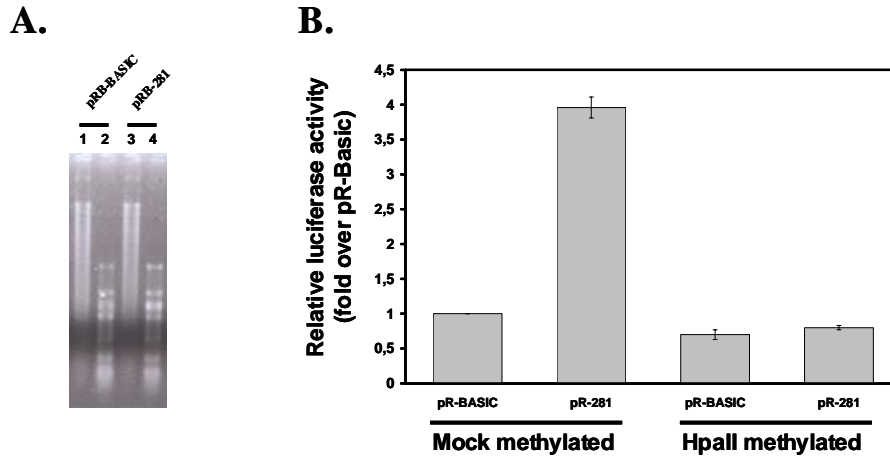 A.
pRB-BASIC pRB-281
1 2 3 4
B.
Relative luciferase activity
(fold over pR-Basic)
4,5
4
3,5
3
2,5
2
1,5
1
0,5
0
pR-BASIC pR-281 pR-BASIC pR-281
Mock methylated HpaII methylated